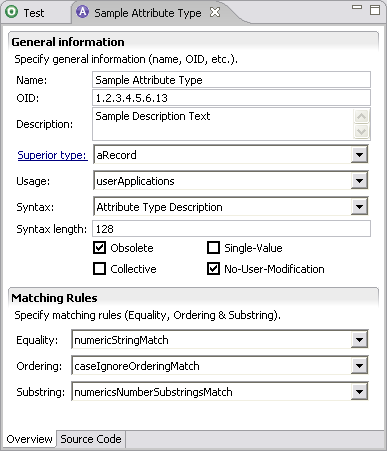 Test
Sample Attribute Type
General information
Specify general information (name, OID, etc.).
Name: Sample Attribute Type
OID: 1.2.3.4.5.6.13
Description: Sample Description Text
Superior type: aRecord
Usage: userApplications
Syntax: Attribute Type Description
Syntax length: 128
Obsolete Single-Value
Collective No-User-Modification
Matching Rules
Specify matching rules (Equality, Ordering & Substring).
Equality: numericStringMatch
Ordering: caseIgnoreOrderingMatch
Substring: numericsNumberSubstringsMatch
Overview Source Code